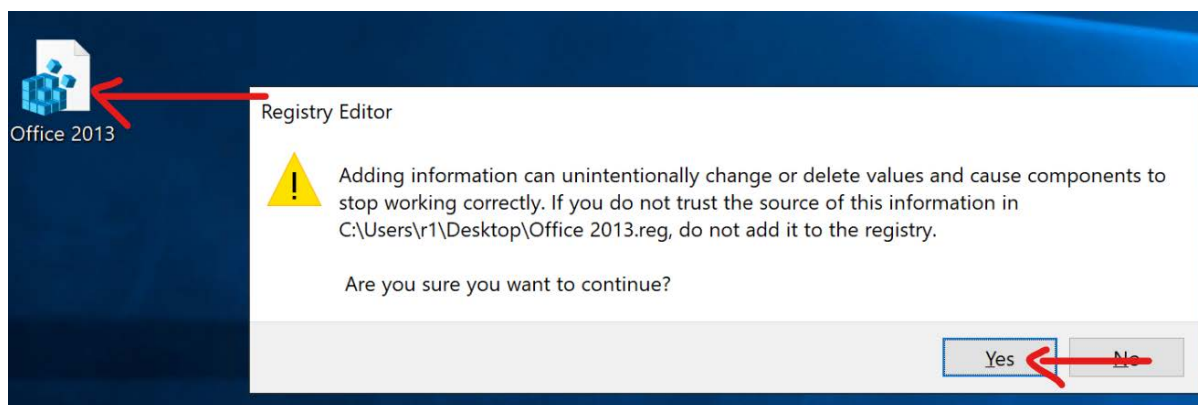 Office 2013
Registry Editor
Adding information can unintentionally change or delete values and cause components to
stop working correctly. If you do not trust the source of this information in
C:\Users\r1\Desktop\Office 2013.reg, do not add it to the registry.
Are you sure you want to continue?
Yes No